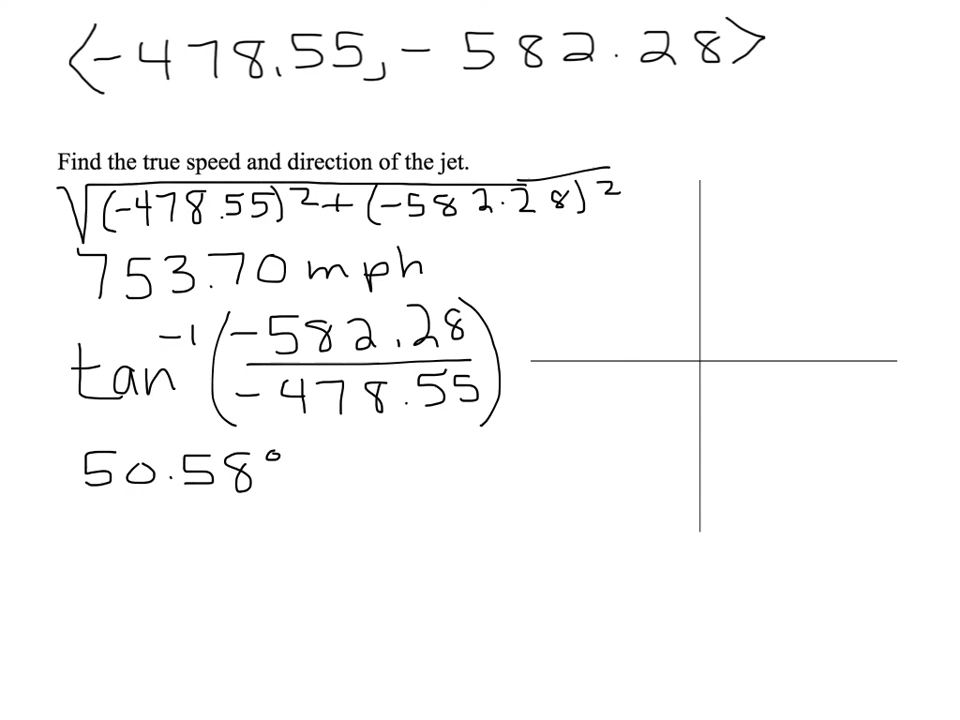 <-478.55, -582.28>
Find the true speed and direction of the jet.
√(-478.55)² + (-582.28)²
753.70 mph
tan⁻¹(-582.28/-478.55)
50.58°